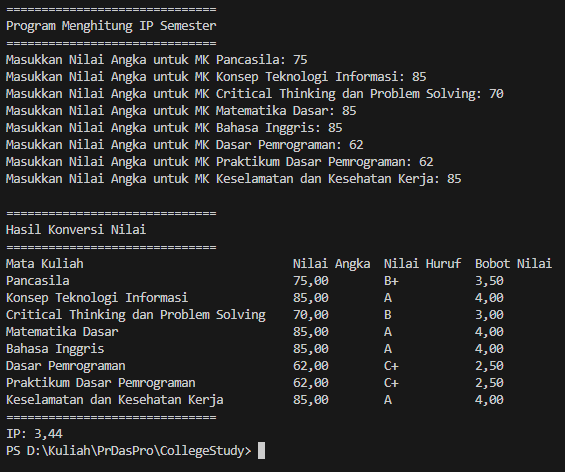 ==============================
Program Menghitung IP Semester
==============================
Masukkan Nilai Angka untuk MK Pancasila: 75
Masukkan Nilai Angka untuk MK Konsep Teknologi Informasi: 85
Masukkan Nilai Angka untuk MK Critical Thinking dan Problem Solving: 70
Masukkan Nilai Angka untuk MK Matematika Dasar: 85
Masukkan Nilai Angka untuk MK Bahasa Inggris: 85
Masukkan Nilai Angka untuk MK Dasar Pemrograman: 62
Masukkan Nilai Angka untuk MK Praktikum Dasar Pemrograman: 62
Masukkan Nilai Angka untuk MK Keselamatan dan Kesehatan Kerja: 85

==============================
Hasil Konversi Nilai
==============================
Mata Kuliah                              Nilai Angka  Nilai Huruf  Bobot Nilai
Pancasila                                75,00        B+           3,50
Konsep Teknologi Informasi               85,00        A            4,00
Critical Thinking dan Problem Solving    70,00        B            3,00
Matematika Dasar                         85,00        A            4,00
Bahasa Inggris                           85,00        A            4,00
Dasar Pemrograman                        62,00        C+           2,50
Praktikum Dasar Pemrograman              62,00        C+           2,50
Keselamatan dan Kesehatan Kerja          85,00        A            4,00
==============================
IP: 3,44
PS D:\Kuliah\PrDasPro\CollegeStudy>